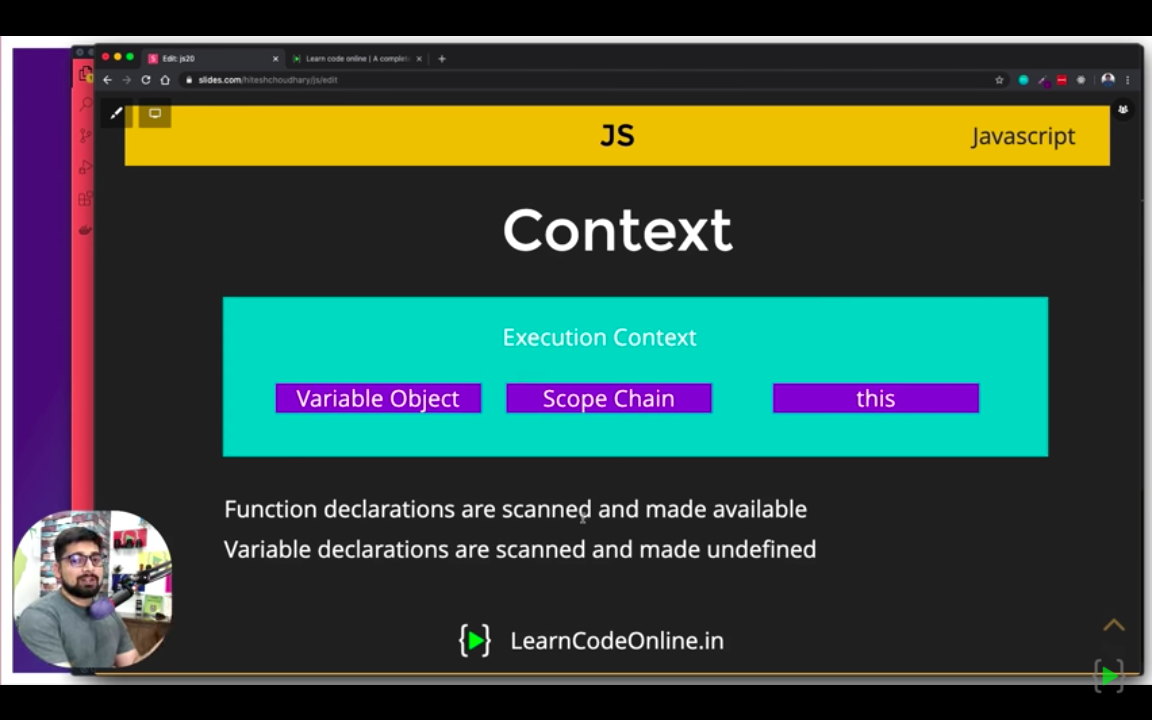 Edit: js20
Learn code online | A complet
slides.com/hiteshchoudhary/js/edit
JS
Javascript
Context
Execution Context
Variable Object
Scope Chain
this
Function declarations are scanned and made available
Variable declarations are scanned and made undefined
LearnCodeOnline.in